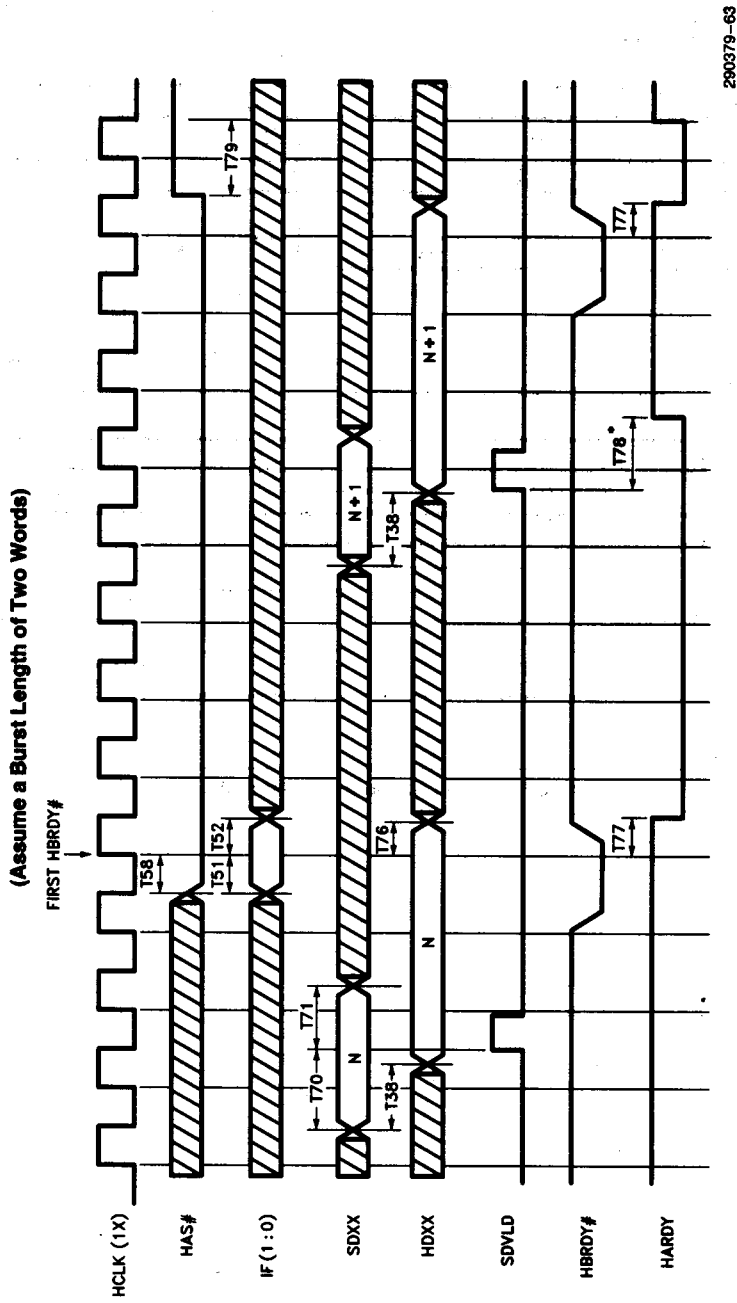 (Assume a Burst Length of Two Words)
FIRST HBRDY#
HCLK (1X)
T58
HAS#
T79
IF(1:0)
T51
T52
SDXX
N
T70
T71
N+1
HDXX
T38
N
T76
T38
N+1
SDVLD
HBRDY#
HARDY
T77
T78*
T77
290379-63